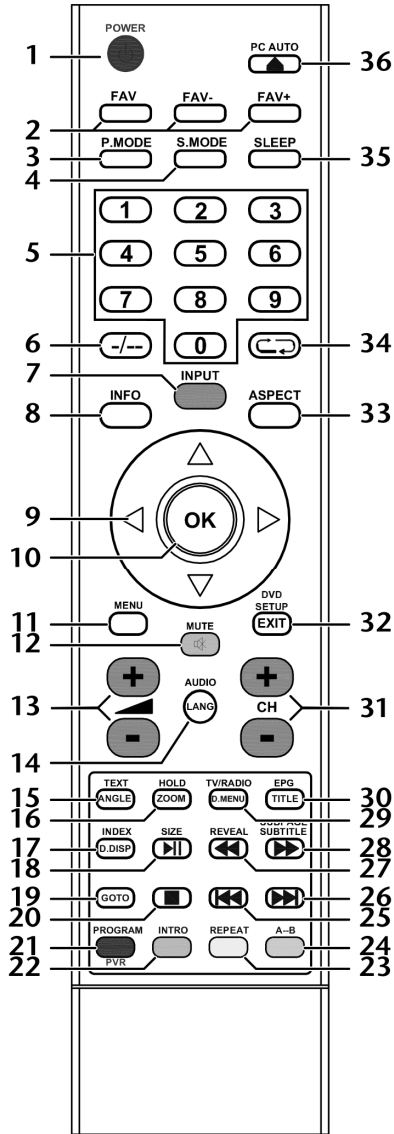 POWER
1
PC AUTO
36
FAV
FAV-
FAV+
2
P.MODE
S.MODE
SLEEP
3
35
4
1
2
3
5
4
5
6
7
8
9
6
-/--
0
34
7
INPUT
8
INFO
ASPECT
33
9
OK
10
MENU
11
DVD
SETUP
EXIT
32
MUTE
12
+
+
13
CH
31
-
-
AUDIO
LANG
14
TEXT
HOLD
TV/RADIO
EPG
15
ANGLE
ZOOM
D.MENU
TITLE
30
16
29
INDEX
SIZE
REVEAL
SUBPAGE
SUBTITLE
17
D.DISP
28
18
27
19
GOTO
26
20
25
PROGRAM
INTRO
REPEAT
A--B
21
24
PVR
22
23